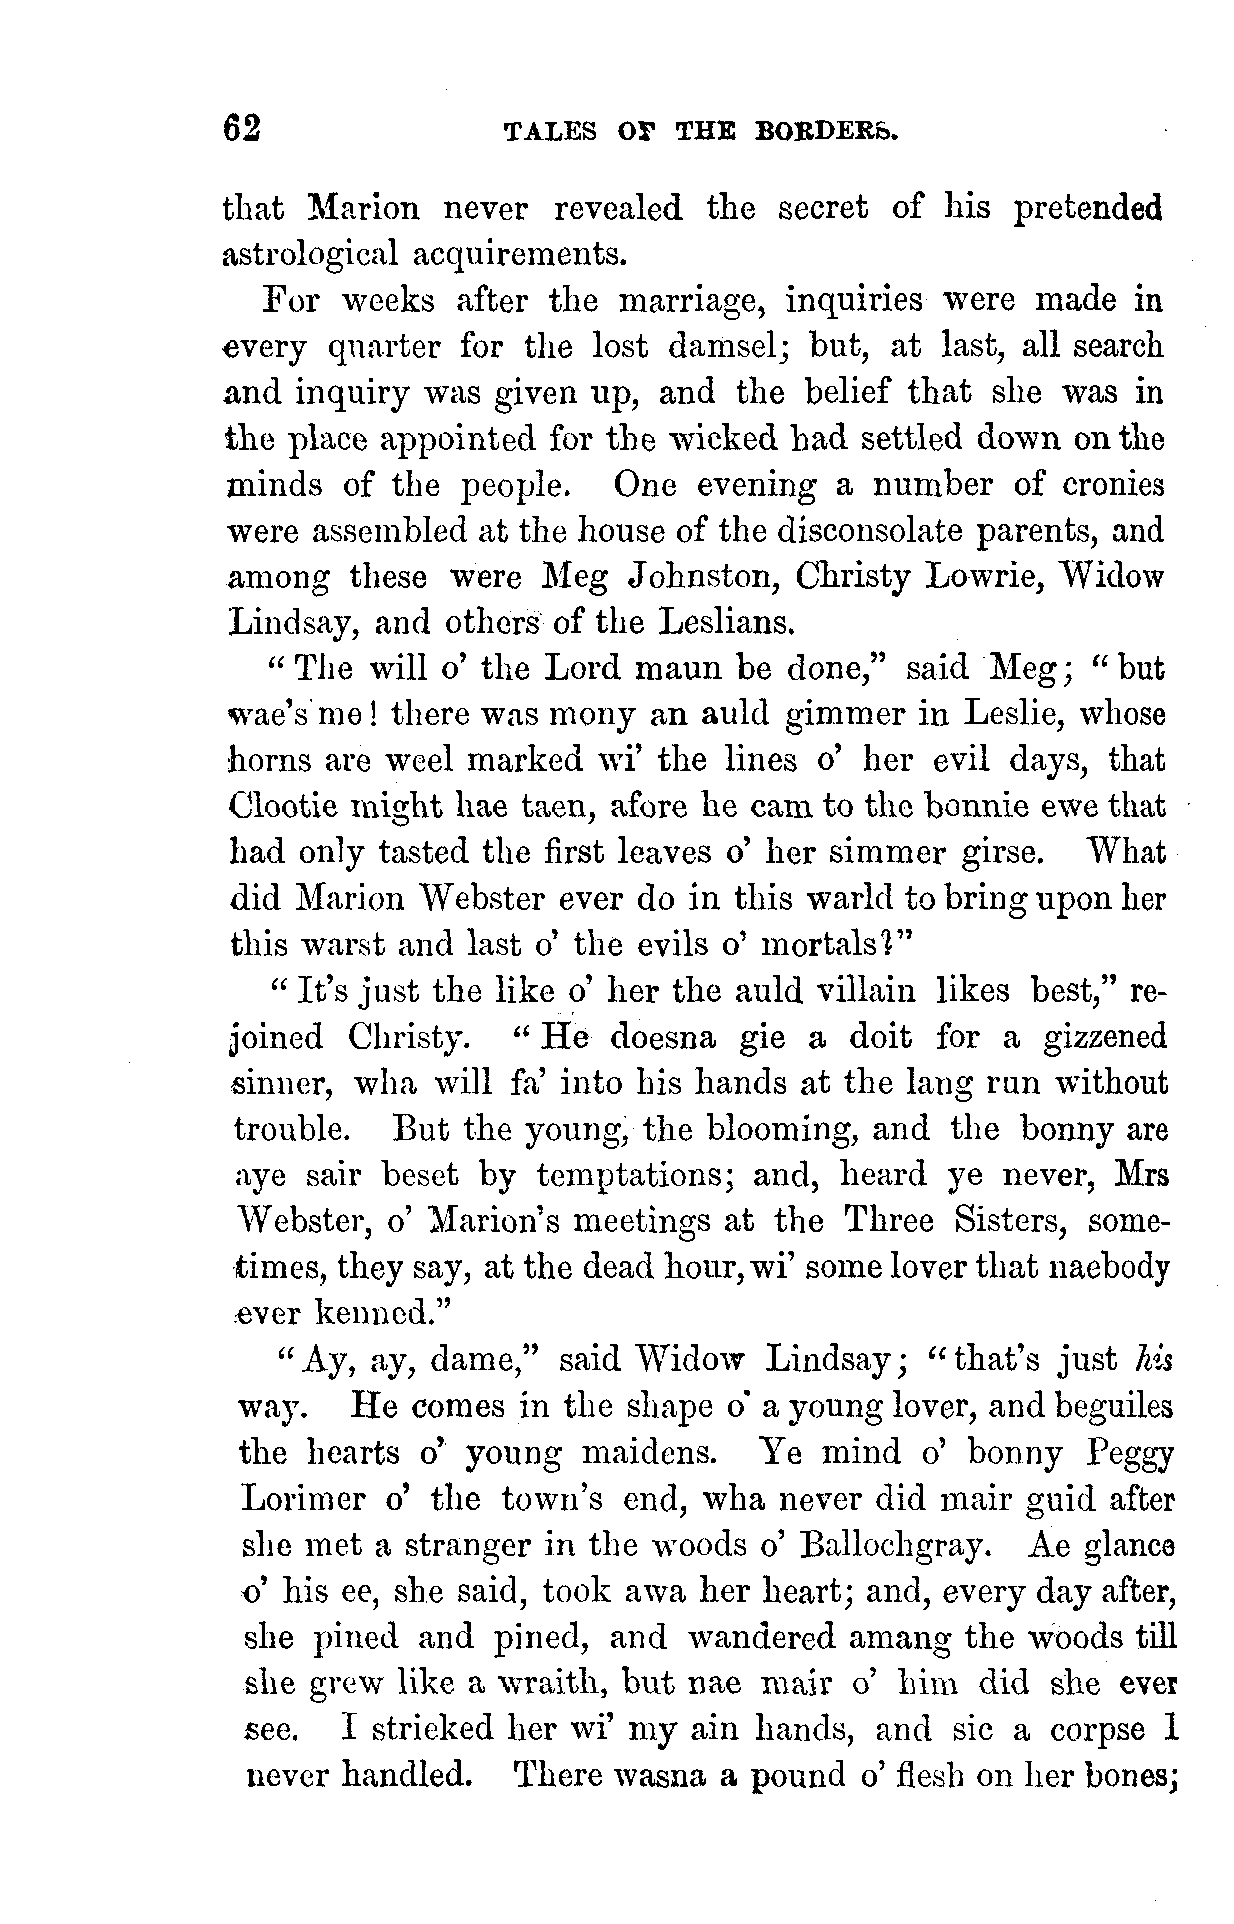 62 TALES OF THE BORDERS.
that Marion never revealed the secret of his pretended
astrological acquirements.
For weeks after the marriage, inquiries were made in
every quarter for the lost damsel; but, at last, all search
and inquiry was given up, and the belief that she was in
the place appointed for the wicked had settled down on the
minds of the people. One evening a number of cronies
were assembled at the house of the disconsolate parents, and
among these were Meg Johnston, Christy Lowrie, Widow
Lindsay, and others of the Leslians.
“The will o’ the Lord maun be done,” said Meg; “but
wae’s me! there was mony an auld gimmer in Leslie, whose
horns are weel marked wi’ the lines o’ her evil days, that
Clootie might hae taen, afore he cam to the bonnie ewe that
had only tasted the first leaves o’ her simmer girse. What
did Marion Webster ever do in this warld to bring upon her
this warst and last o’ the evils o’ mortals?”
“It’s just the like o’ her the auld villain likes best,” re-
joined Christy. “He doesna gie a doit for a gizzened
sinner, wha will fa’ into his hands at the lang run without
trouble. But the young, the blooming, and the bonny are
aye sair beset by temptations; and, heard ye never, Mrs
Webster, o’ Marion’s meetings at the Three Sisters, some-
times, they say, at the dead hour, wi’ some lover that naebody
ever kenned.”
“Ay, ay, dame,” said Widow Lindsay; “that’s just his
way. He comes in the shape o’ a young lover, and beguiles
the hearts o’ young maidens. Ye mind o’ bonny Peggy
Lorimer o’ the town’s end, wha never did mair guid after
she met a stranger in the woods o’ Ballochgray. Ae glance
o’ his ee, she said, took awa her heart; and, every day after,
she pined and pined, and wandered amang the woods till
she grew like a wraith, but nae mair o’ him did she ever
see. I strieked her wi’ my ain hands, and sic a corpse I
never handled. There wasna a pound o’ flesh on her bones;